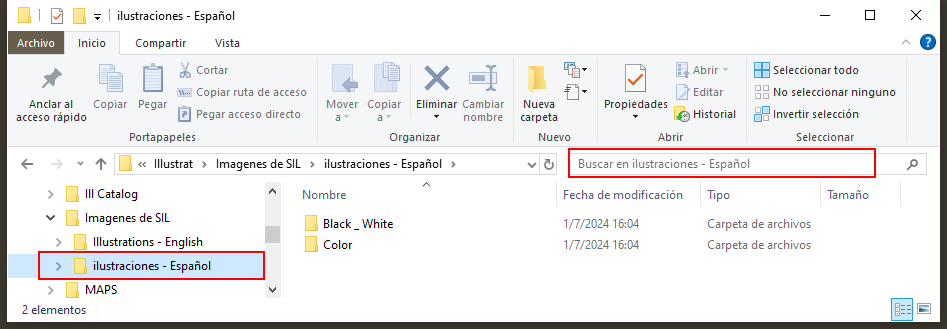 ilustraciones - Español
Archivo Inicio Compartir Vista
Anclar al acceso rápido
Copiar
Pegar
Cortar
Copiar ruta de acceso
Pegar acceso directo
Portapapeles
Mover a
Copiar a
Eliminar
Cambiar nombre
Organizar
Nueva carpeta
Nuevo
Propiedades
Abrir
Editar
Historial
Abrir
Seleccionar todo
No seleccionar ninguno
Invertir selección
Seleccionar
« Illustrat › Imagenes de SIL › ilustraciones - Español ›
Buscar en ilustraciones - Español
Ill Catalog
Imagenes de SIL
Illustrations - English
ilustraciones - Español
MAPS
Nombre Fecha de modificación Tipo Tamaño
Black _ White 1/7/2024 16:04 Carpeta de archivos
Color 1/7/2024 16:04 Carpeta de archivos
2 elementos